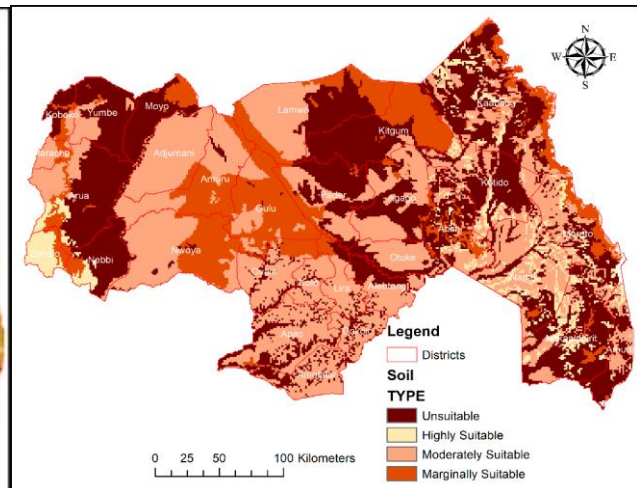 N
W E
S
Kaabong
Koboko
Yumbe
Moyo
Lamwo
Kitgum
Adjumani
Kotido
Amuru
Pader
Agago
Gulu
Abim
Moroto
Nebbi
Nwoya
Otuke
Lira
Alebtong
Apac
Legend
Districts
Soil
TYPE
Unsuitable
Highly Suitable
Moderately Suitable
Marginally Suitable
0 25 50 100 Kilometers